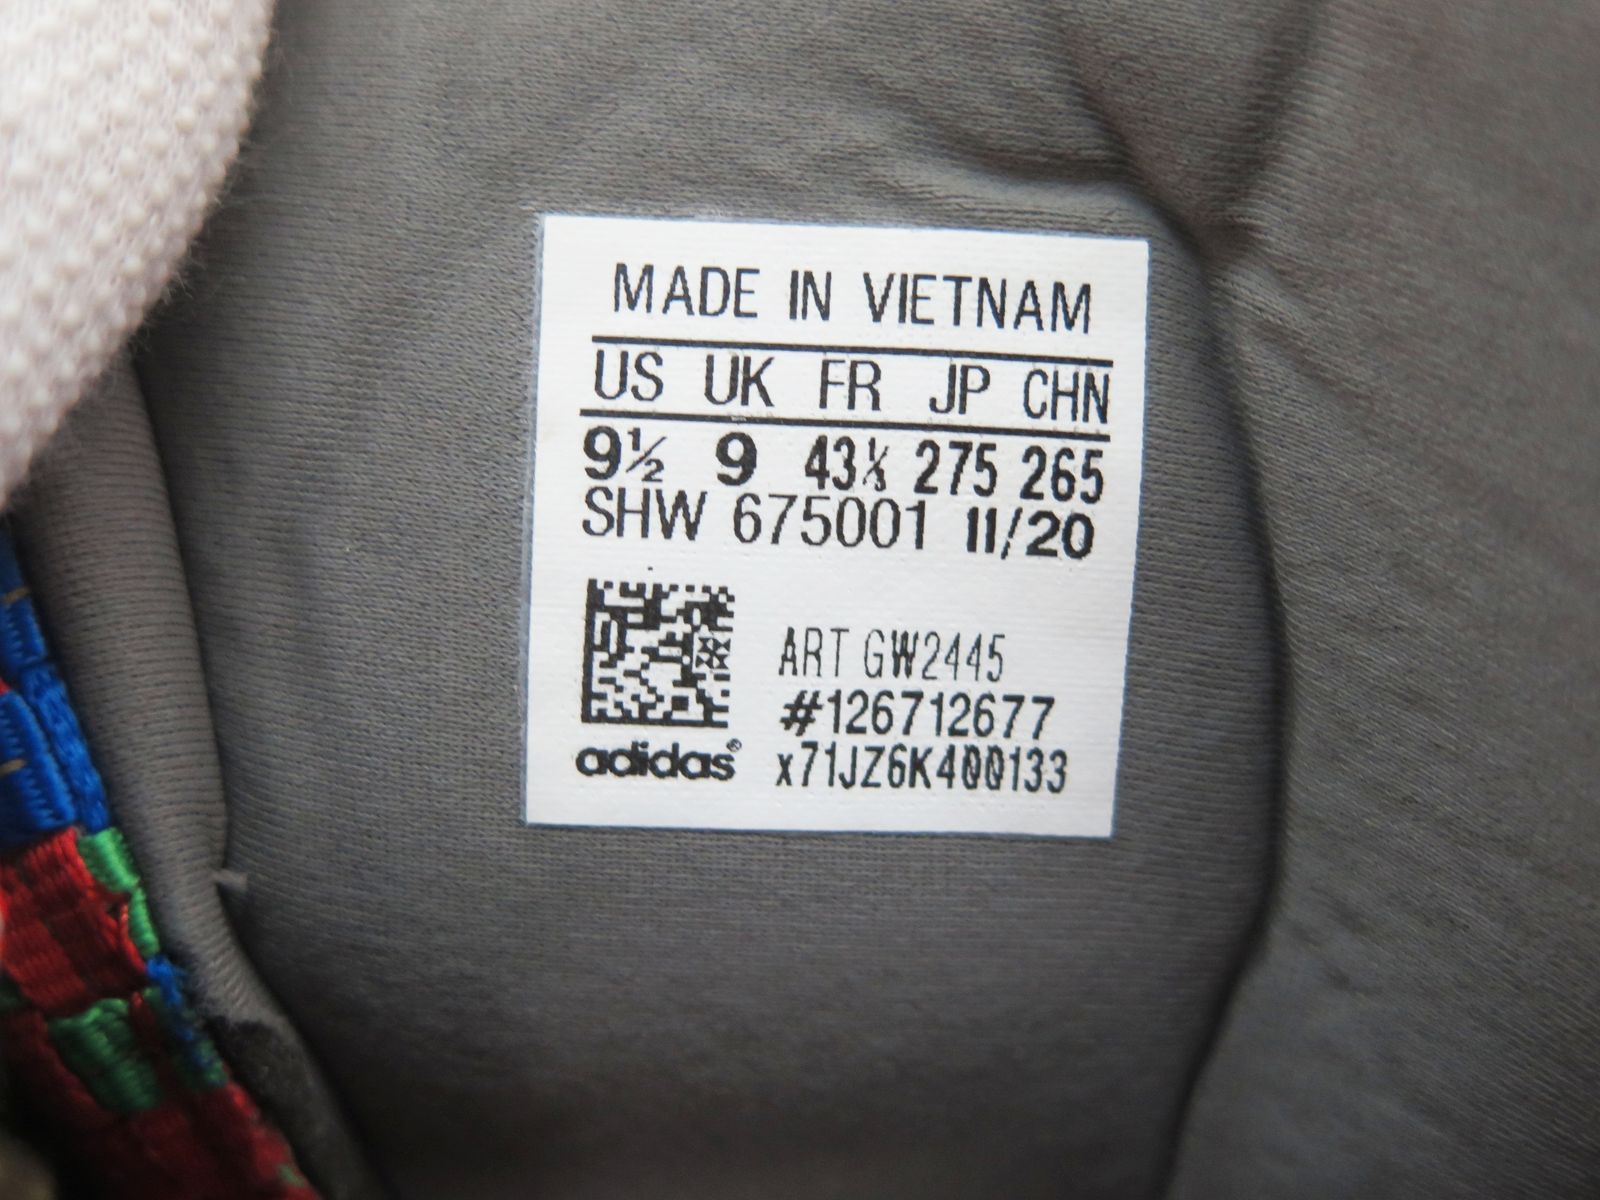 MADE IN VIETNAM
US UK FR JP CHN
9½ 9 43⅓ 275 265
SHW 675001 11/20
ART GW2445
#126712677
adidas® x71JZ6K400133